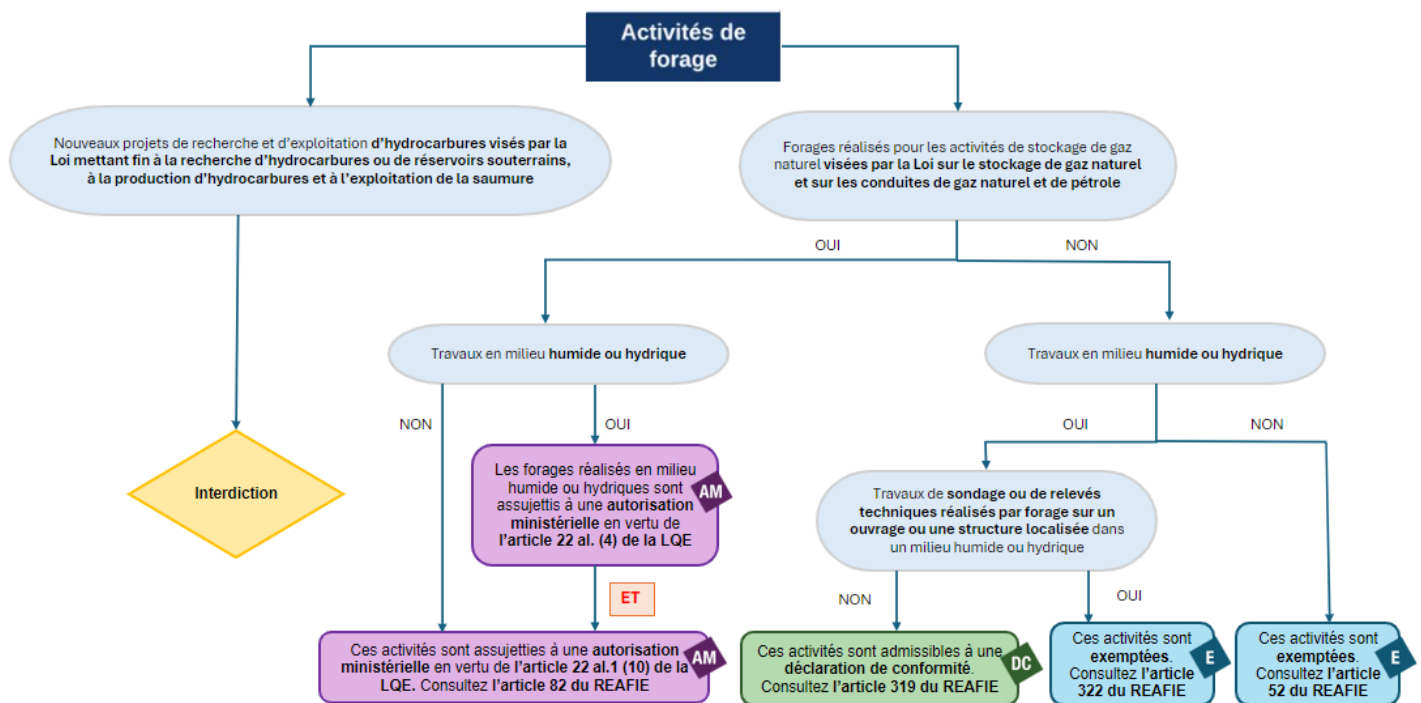 Activités de
forage
Nouveaux projets de recherche et d'exploitation d'hydrocarbures visés par la
Loi mettant fin à la recherche d'hydrocarbures ou de réservoirs souterrains,
à la production d'hydrocarbures et à l'exploitation de la saumure
Forages réalisés pour les activités de stockage de gaz
naturel visées par la Loi sur le stockage de gaz naturel
et sur les conduites de gaz naturel et de pétrole
OUI
NON
Travaux en milieu humide ou hydrique
Travaux en milieu humide ou hydrique
NON
OUI
OUI
NON
Interdiction
Les forages réalisés en milieu
humide ou hydriques sont
assujettis à une autorisation
ministérielle en vertu de
l'article 22 al. (4) de la LQE
AM
Travaux de sondage ou de relevés
techniques réalisés par forage sur un
ouvrage ou une structure localisée dans
un milieu humide ou hydrique
ET
NON
OUI
Ces activités sont assujetties à une autorisation
ministérielle en vertu de l'article 22 al.1 (10) de la
LQE. Consultez l'article 82 du REAFIE
AM
Ces activités sont admissibles à une
déclaration de conformité.
Consultez l'article 319 du REAFIE
DC
Ces activités sont
exemptées.
Consultez l'article
322 du REAFIE
E
Ces activités sont
exemptées.
Consultez l'article
52 du REAFIE
E